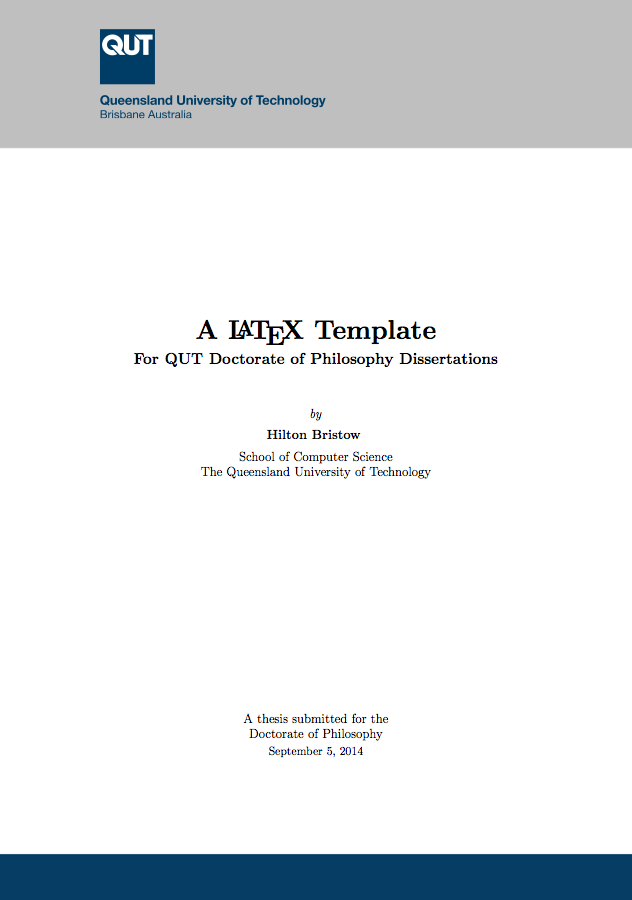 QUT
Queensland University of Technology
Brisbane Australia
A LATEX Template
For QUT Doctorate of Philosophy Dissertations
by
Hilton Bristow
School of Computer Science
The Queensland University of Technology
A thesis submitted for the
Doctorate of Philosophy
September 5, 2014